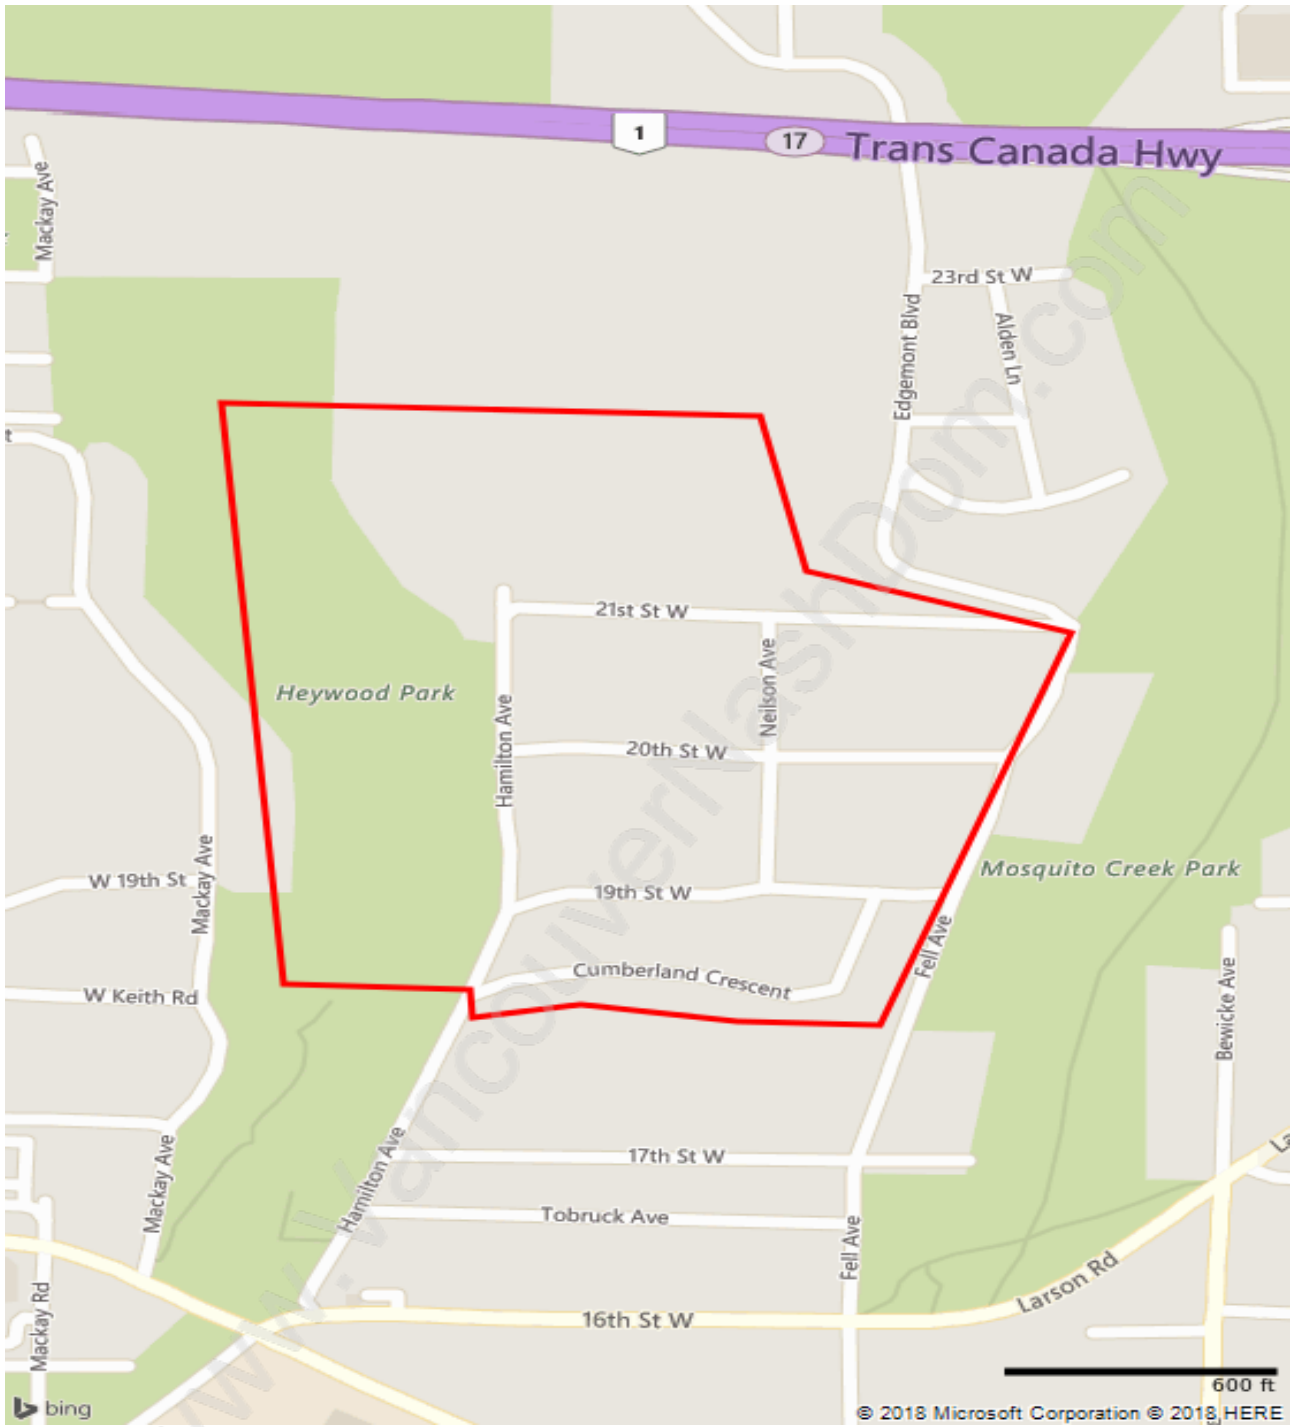 1
17
Trans Canada Hwy
Mackay Ave
23rd St W
Edgemont Blvd
Alden Ln
t
21st St W
Neilson Ave
Heywood Park
Hamilton Ave
20th St W
Mackay Ave
W 19th St
19th St W
Mosquito Creek Park
Fell Ave
Cumberland Crescent
W Keith Rd
Bewicke Ave
Hamilton Ave
17th St W
La
Mackay Ave
Tobruck Ave
Fell Ave
Larson Rd
Mackay Rd
16th St W
www.VancouverNashDom.com
600 ft
bing
© 2018 Microsoft Corporation © 2018 HERE